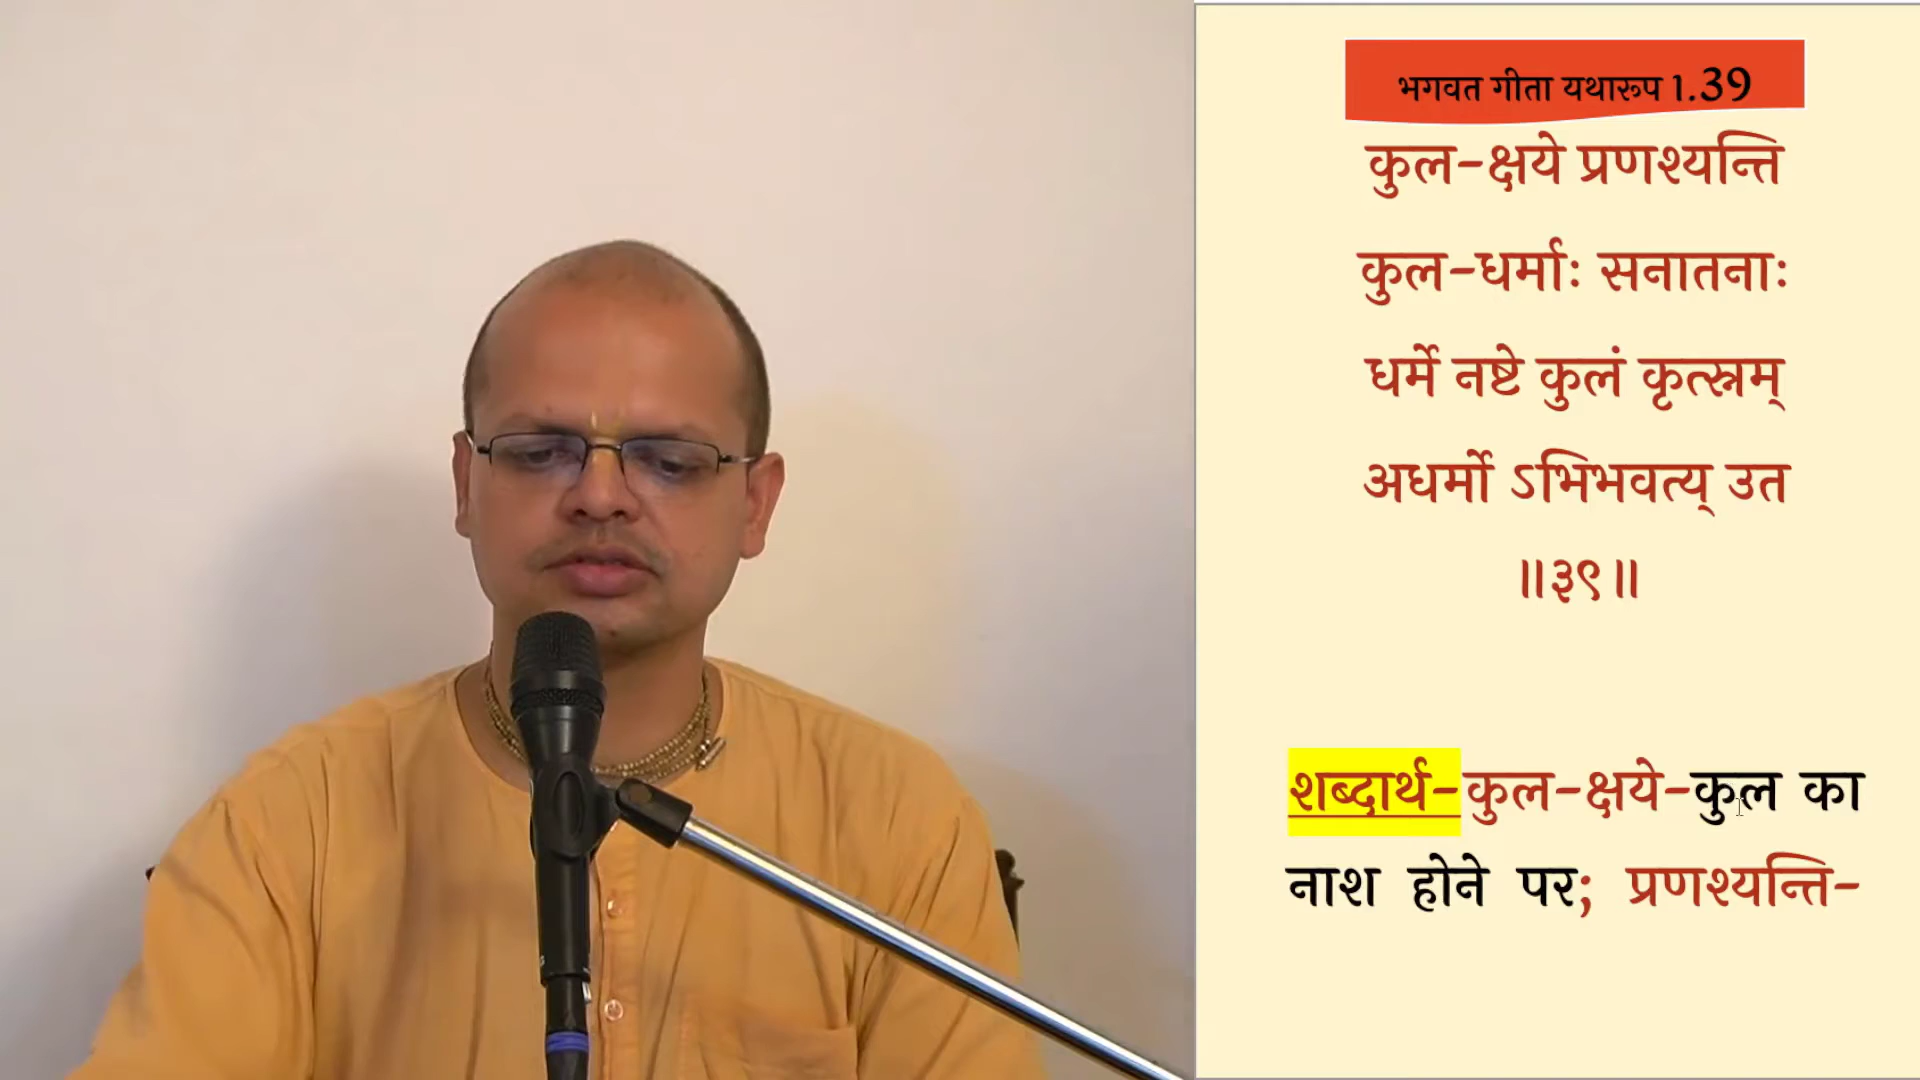 भगवत गीता यथारूप 1.39
कुल-क्षये प्रणश्यन्ति
कुल-धर्माः सनातनाः
धर्मे नष्टे कुलं कृत्स्नम्
अधर्मो ऽभिभवत्य् उत
॥३९॥
शब्दार्थ-कुल-क्षये-कुल का
नाश होने पर; प्रणश्यन्ति-